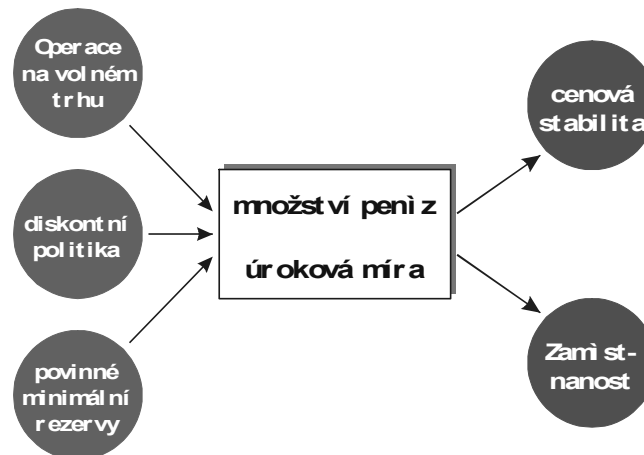 Operace
na volném
trhu
diskontní
politika
povinné
minimální
rezervy
množství penìz
úroková míra
cenová
stabilita
Zamìst-
nanost